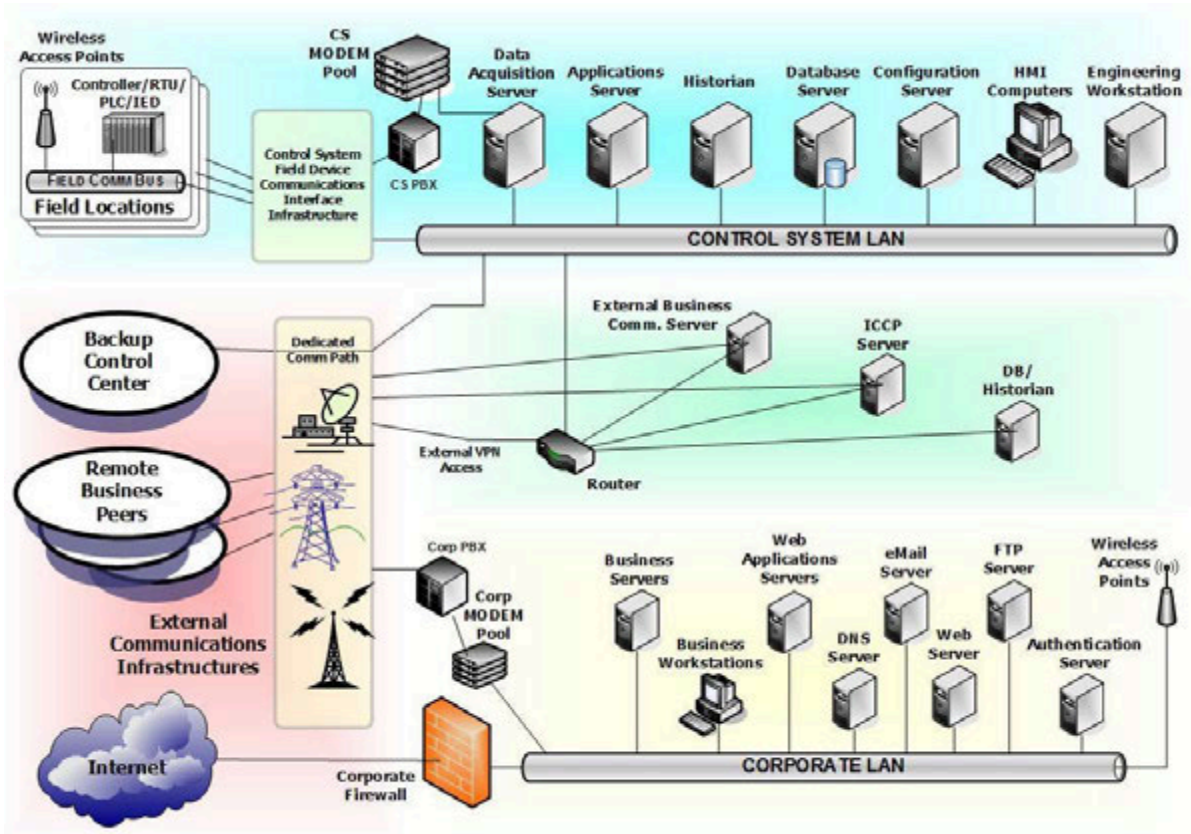 Wireless
Access Points
Controller/RTU/
PLC/IED
FIELD COMM BUS
Field Locations
Control System
Field Device
Communications
Interface
Infrastructure
CS
MODEM
Pool
CS PBX
Data
Acquisition
Server
Applications
Server
Historian
Database
Server
Configuration
Server
HMI
Computers
Engineering
Workstation
CONTROL SYSTEM LAN
Backup
Control
Center
Dedicated
Comm Path
External Business
Comm. Server
ICCP
Server
DB/
Historian
External VPN
Access
Router
Remote
Business
Peers
External
Communications
Infrastructures
Corp PBX
Corp
MODEM
Pool
Business
Servers
Business
Workstations
Web
Applications
Servers
DNS
Server
eMail
Server
Web
Server
FTP
Server
Authentication
Server
Wireless
Access
Points
Internet
Corporate
Firewall
CORPORATE LAN